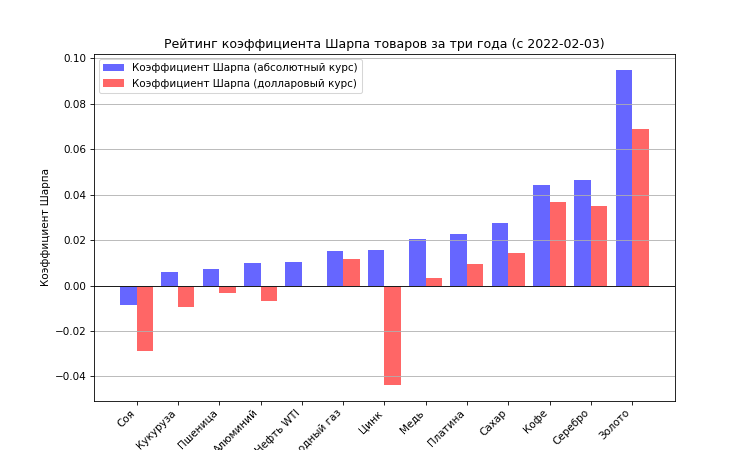 Рейтинг коэффициента Шарпа товаров за три года (с 2022-02-03)
Коэффициент Шарпа (абсолютный курс)
Коэффициент Шарпа (долларовый курс)
Коэффициент Шарпа
0.10
0.08
0.06
0.04
0.02
0.00
−0.02
−0.04
Соя
Кукуруза
Пшеница
Алюминий
Нефть WTI
газ
Цинк
Медь
Платина
Сахар
Кофе
Серебро
Золото